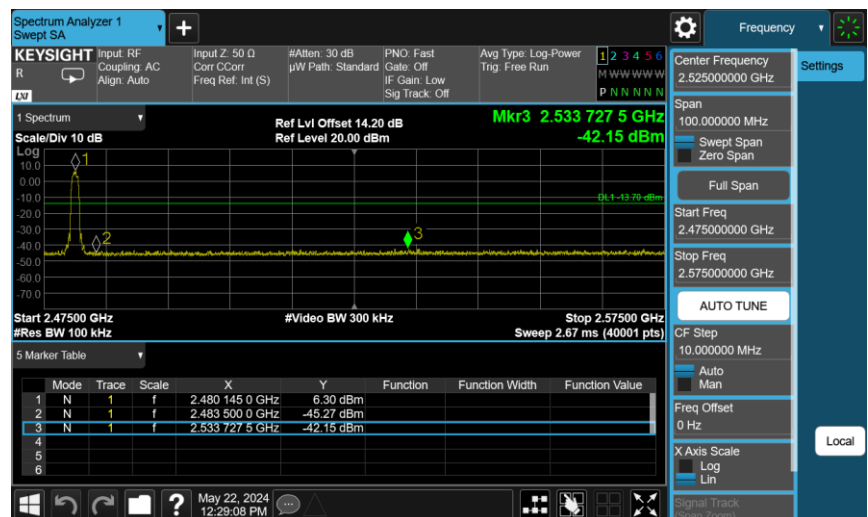 Spectrum Analyzer 1
Swept SA
+
Frequency
KEYSIGHT
R
LXI
Input: RF
Coupling: AC
Align: Auto
Input Z: 50 Ω
Corr CCorr
Freq Ref: Int (S)
#Atten: 30 dB
µW Path: Standard
PNO: Fast
Gate: Off
IF Gain: Low
Sig Track: Off
Avg Type: Log-Power
Trig: Free Run
1 2 3 4 5 6
M W W W W W
P N N N N N
1 Spectrum
Scale/Div 10 dB
Ref Lvl Offset 14.20 dB
Ref Level 20.00 dBm
Mkr3 2.533 727 5 GHz
-42.15 dBm
Log
10.0
0.00
-10.0
-20.0
-30.0
-40.0
-50.0
-60.0
-70.0
1
2
3
DL1 -13.70 dBm
Start 2.47500 GHz
#Res BW 100 kHz
#Video BW 300 kHz
Stop 2.57500 GHz
Sweep 2.67 ms (40001 pts)
5 Marker Table
Mode Trace Scale X Y Function Function Width Function Value
1 N 1 f 2.480 145 0 GHz 6.30 dBm
2 N 1 f 2.483 500 0 GHz -45.27 dBm
3 N 1 f 2.533 727 5 GHz -42.15 dBm
4
5
6
?
May 22, 2024
12:29:08 PM
Center Frequency
2.525000000 GHz
Span
100.000000 MHz
Swept Span
Zero Span
Full Span
Start Freq
2.475000000 GHz
Stop Freq
2.575000000 GHz
AUTO TUNE
CF Step
10.000000 MHz
Auto
Man
Freq Offset
0 Hz
X Axis Scale
Log
Lin
Signal Track
(Span Zoom)
Settings
Local